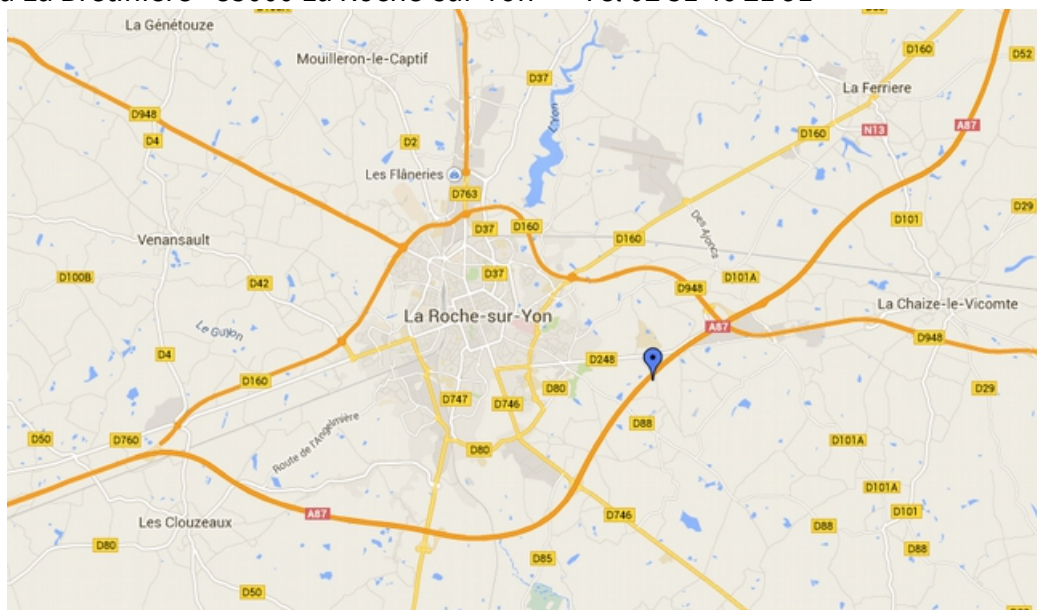 La Génétouze
D160
D52
Mouilleron-le-Captif
D37
La Ferriere
D948
D4
D2
L'Yon
D160
N13
A87
Les Flâneries
D763
D37
D160
D160
Des Ajoncs
D101
D29
Venansault
D100B
D42
D37
D101A
D948
La Roche-sur-Yon
La Chaize-le-Vicomte
Le Guyon
A87
D948
D4
D248
D160
D80
D29
D747
D746
D88
D50
D760
Route de l'Angelmière
D80
D101A
D101A
Les Clouzeaux
A87
D746
D88
D101
D80
D85
D88
D50